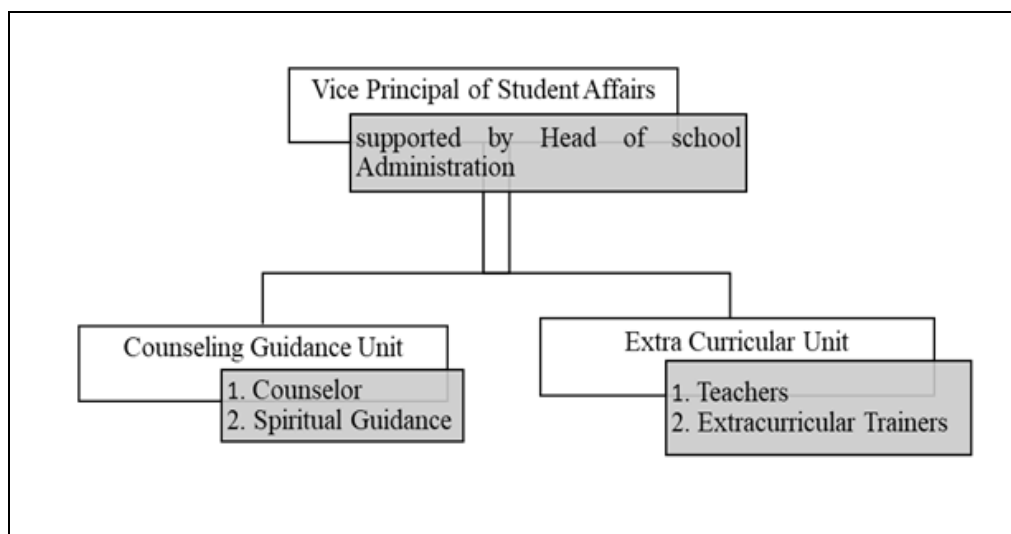 Vice Principal of Student Affairs
supported by Head of school
Administration
Counseling Guidance Unit
1. Counselor
2. Spiritual Guidance
Extra Curricular Unit
1. Teachers
2. Extracurricular Trainers